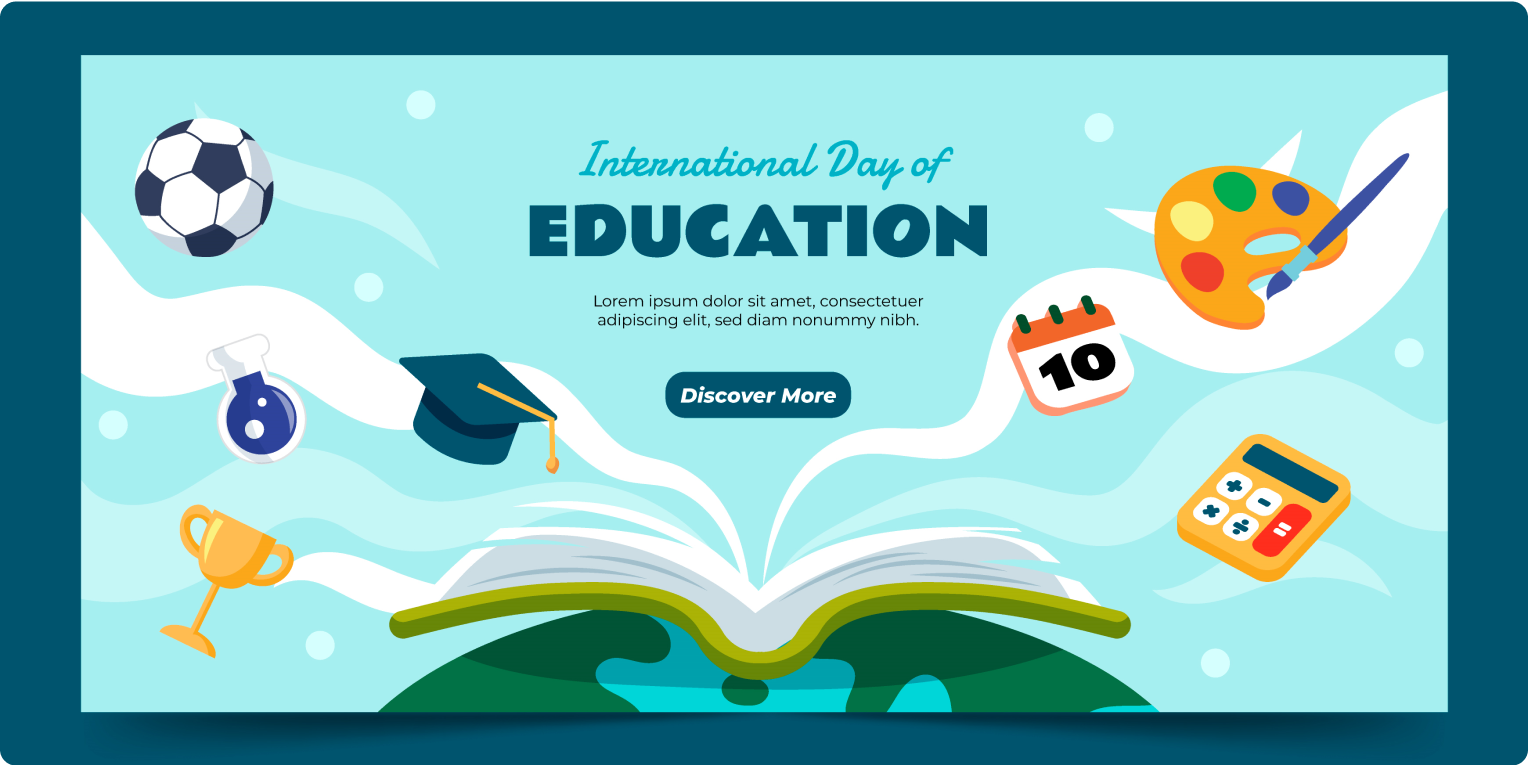 International Day of
EDUCATION
Lorem ipsum dolor sit amet, consectetuer
adipiscing elit, sed diam nonummy nibh.
Discover More
10
+ -
× ÷ =